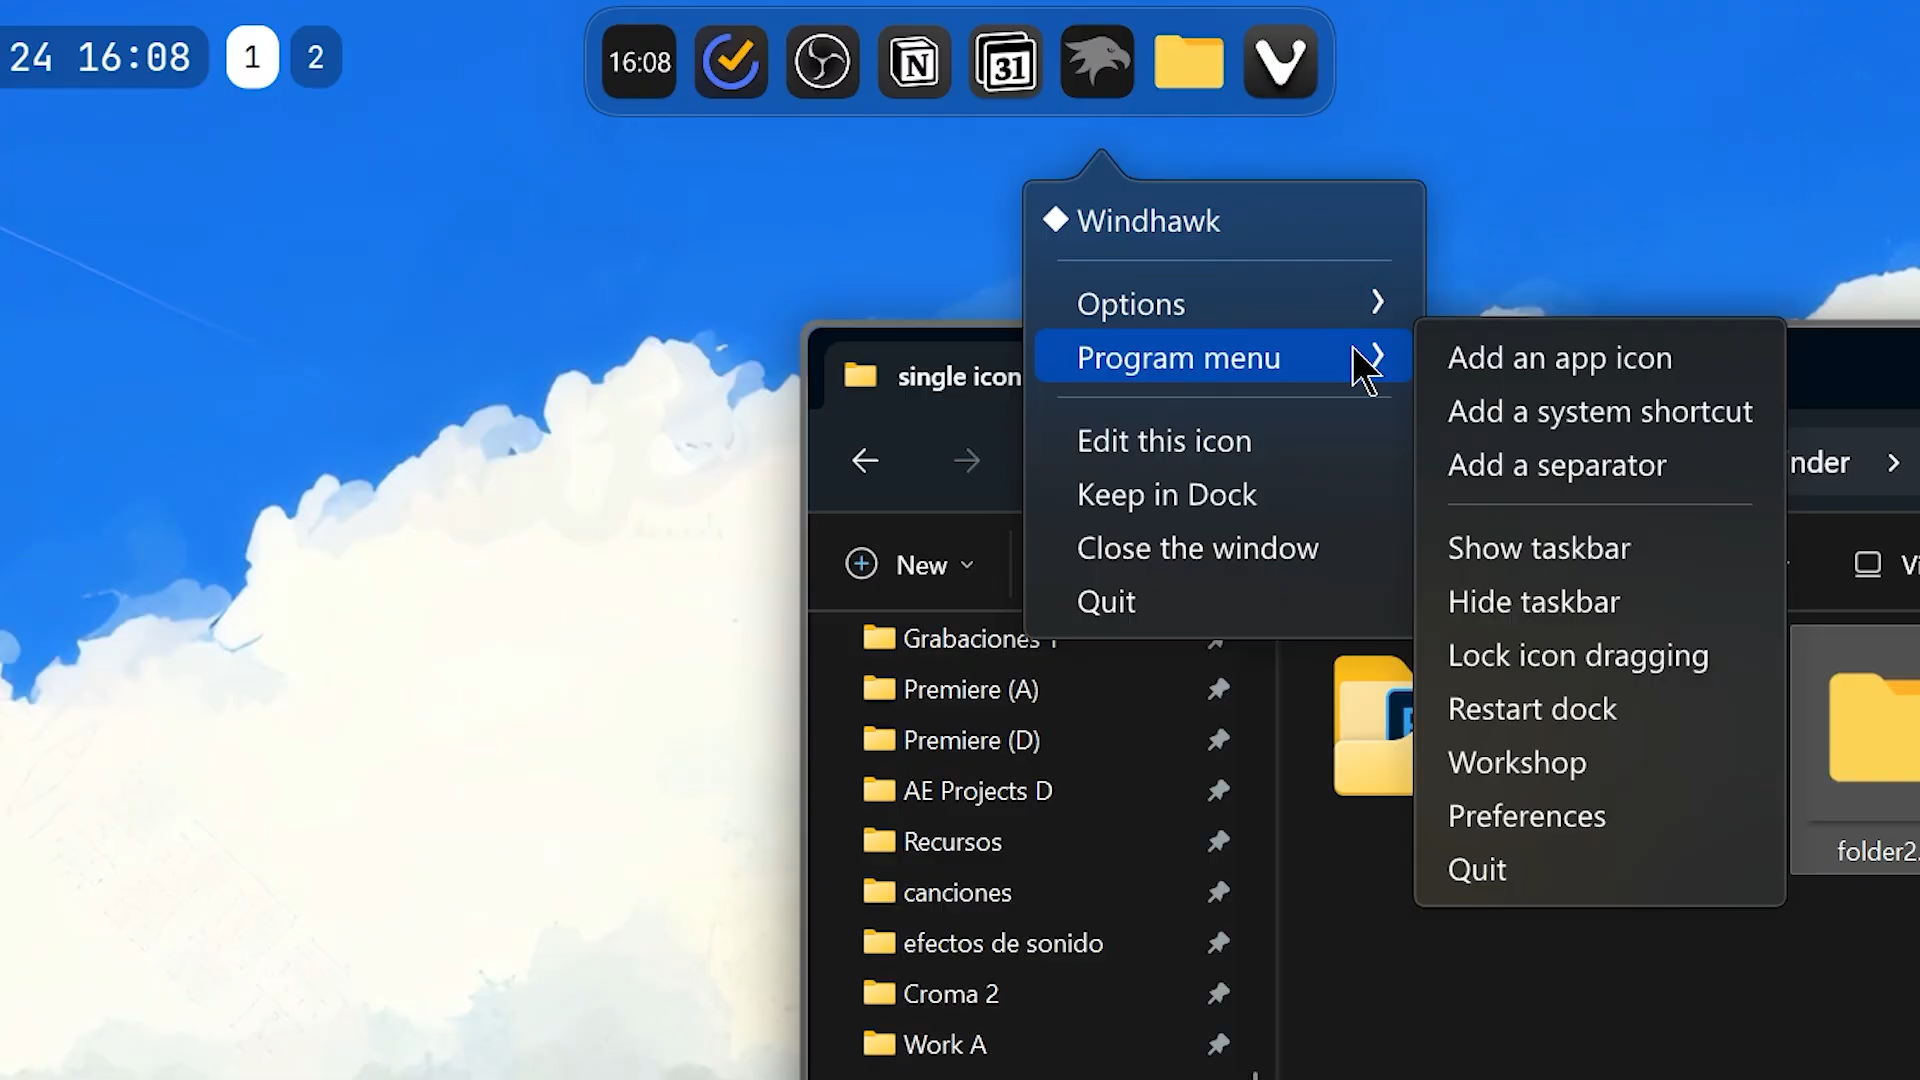 24 16:08
1
2
16:08
N
31
Windhawk
Options
Program menu
Edit this icon
Keep in Dock
Close the window
Quit
Add an app icon
Add a system shortcut
Add a separator
Show taskbar
Hide taskbar
Lock icon dragging
Restart dock
Workshop
Preferences
Quit
single icon
nder
New
Vi
Grabaciones
Premiere (A)
Premiere (D)
AE Projects D
Recursos
canciones
efectos de sonido
Croma 2
Work A
folder2.